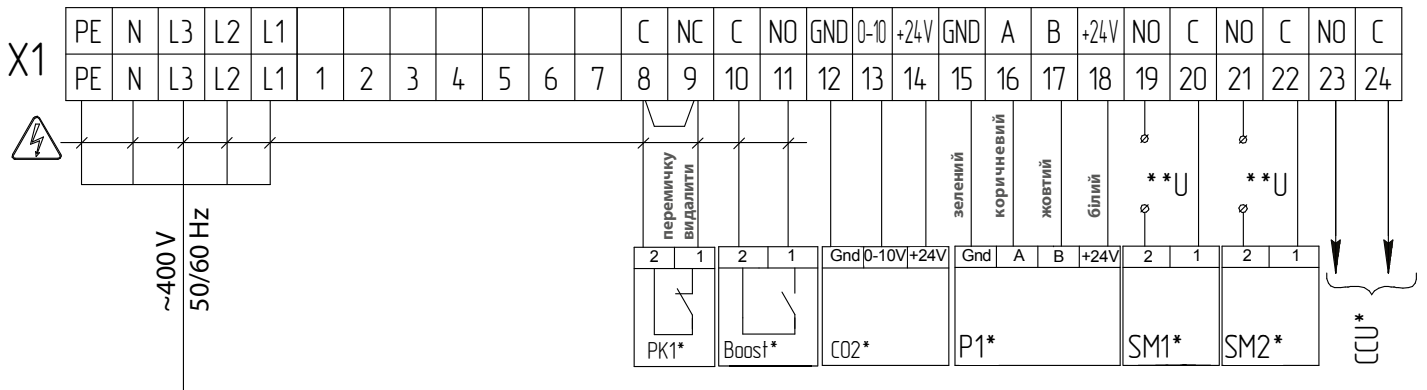 X1
PE N L3 L2 L1 C NC C NO GND 0-10 +24V GND A B +24V NO C NO C NO C
PE N L3 L2 L1 1 2 3 4 5 6 7 8 9 10 11 12 13 14 15 16 17 18 19 20 21 22 23 24
~400 V
50/60 Hz
перемичку
видалити
зелений
коричневий
жовтий
білий
**U
**U
2 1
2 1
Gnd 0-10V +24V
Gnd A B +24V
2 1
2 1
PK1*
Boost*
CO2*
P1*
SM1*
SM2*
CCU*